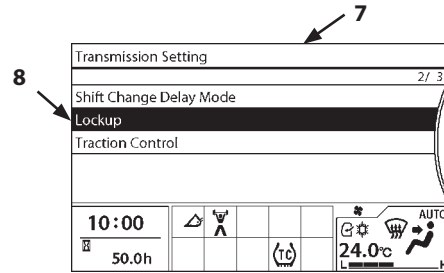 7
8
Transmission Setting
2/ 3
Shift Change Delay Mode
Lockup
Traction Control
10:00
50.0h
TC
AUTO
24.0℃
L H